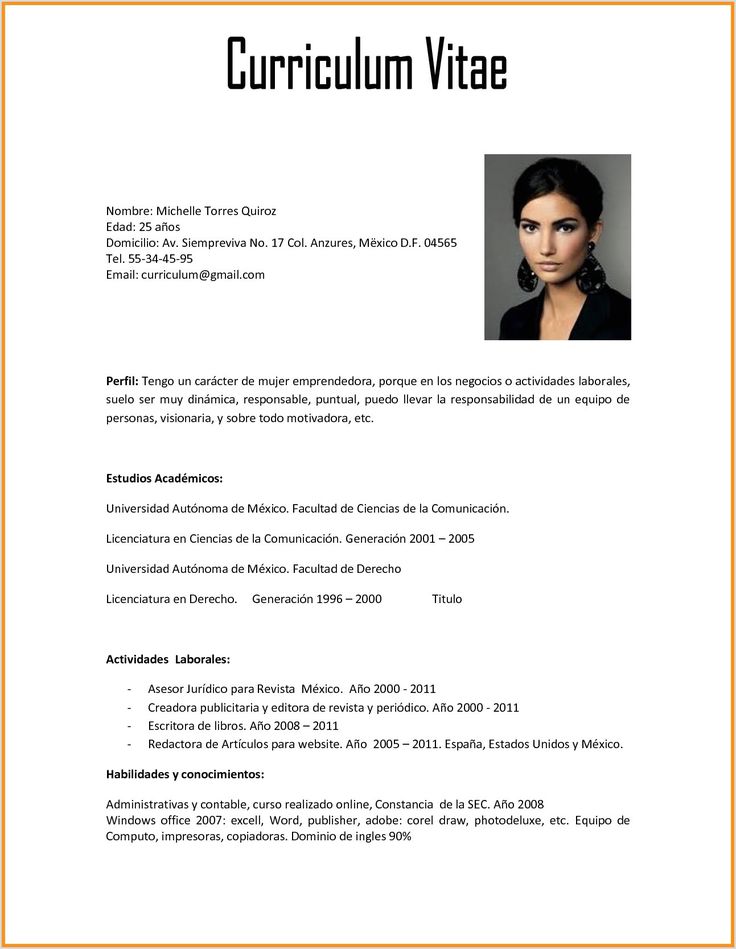 Curriculum Vitae
Nombre: Michelle Torres Quiroz
Edad: 25 años
Domicilio: Av. Siempreviva No. 17 Col. Anzures, Mëxico D.F. 04565
Tel. 55-34-45-95
Email: curriculum@gmail.com
Perfil: Tengo un carácter de mujer emprendedora, porque en los negocios o actividades laborales,
suelo ser muy dinámica, responsable, puntual, puedo llevar la responsabilidad de un equipo de
personas, visionaria, y sobre todo motivadora, etc.
Estudios Académicos:
Universidad Autónoma de México. Facultad de Ciencias de la Comunicación.
Licenciatura en Ciencias de la Comunicación. Generación 2001 – 2005
Universidad Autónoma de México. Facultad de Derecho
Licenciatura en Derecho. Generación 1996 – 2000 Titulo
Actividades Laborales:
- Asesor Jurídico para Revista México. Año 2000 - 2011
- Creadora publicitaria y editora de revista y periódico. Año 2000 - 2011
- Escritora de libros. Año 2008 – 2011
- Redactora de Artículos para website. Año 2005 – 2011. España, Estados Unidos y México.
Habilidades y conocimientos:
Administrativas y contable, curso realizado online, Constancia de la SEC. Año 2008
Windows office 2007: excell, Word, publisher, adobe: corel draw, photodeluxe, etc. Equipo de
Computo, impresoras, copiadoras. Dominio de ingles 90%